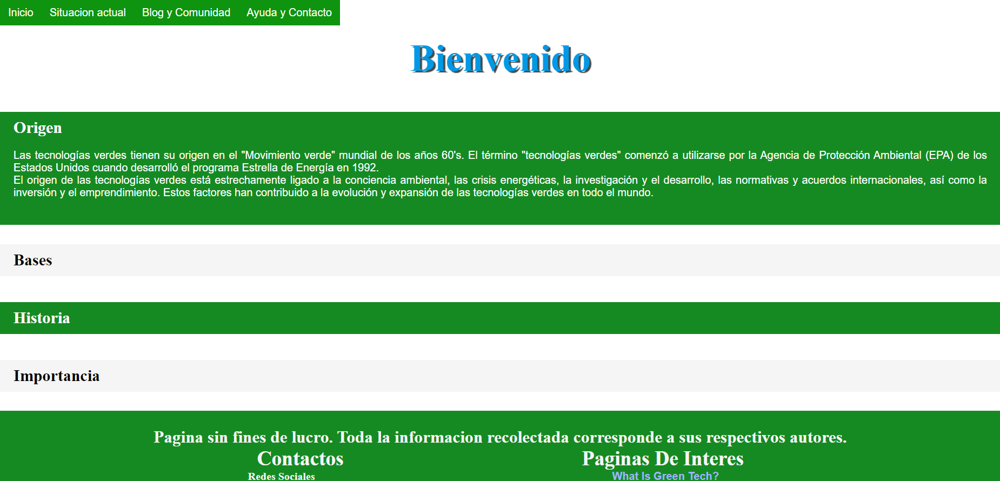 Inicio Situacion actual Blog y Comunidad Ayuda y Contacto
Bienvenido
Origen
Las tecnologías verdes tienen su origen en el "Movimiento verde" mundial de los años 60's. El término "tecnologías verdes" comenzó a utilizarse por la Agencia de Protección Ambiental (EPA) de los
Estados Unidos cuando desarrolló el programa Estrella de Energía en 1992.
El origen de las tecnologías verdes está estrechamente ligado a la conciencia ambiental, las crisis energéticas, la investigación y el desarrollo, las normativas y acuerdos internacionales, así como la
inversión y el emprendimiento. Estos factores han contribuido a la evolución y expansión de las tecnologías verdes en todo el mundo.
Bases
Historia
Importancia
Pagina sin fines de lucro. Toda la informacion recolectada corresponde a sus respectivos autores.
Contactos Paginas De Interes
Redes Sociales What Is Green Tech?